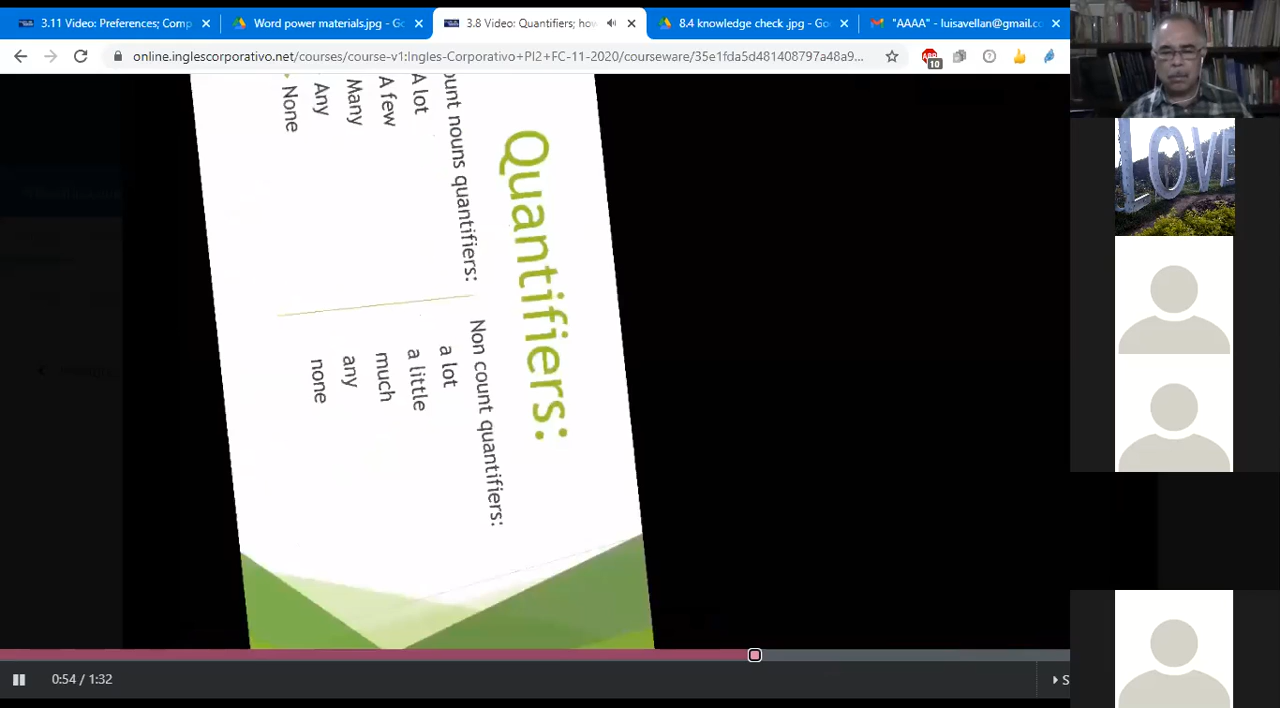 3.11 Video: Preferences; Comp
Word power materials.jpg - Go
3.8 Video: Quantifiers; how
8.4 knowledge check .jpg - Go
"AAAA" - luisavellan@gmail.co
online.inglescorporativo.net/courses/course-v1:Ingles-Corporativo+PI2+FC-11-2020/courseware/35e1fda5d481408797a48a9...
10
Quantifiers:
unt nouns quantifiers:
A lot
A few
Many
Any
None
Non count quantifiers:
a lot
a little
much
any
none
LOVE
0:54 / 1:32
S